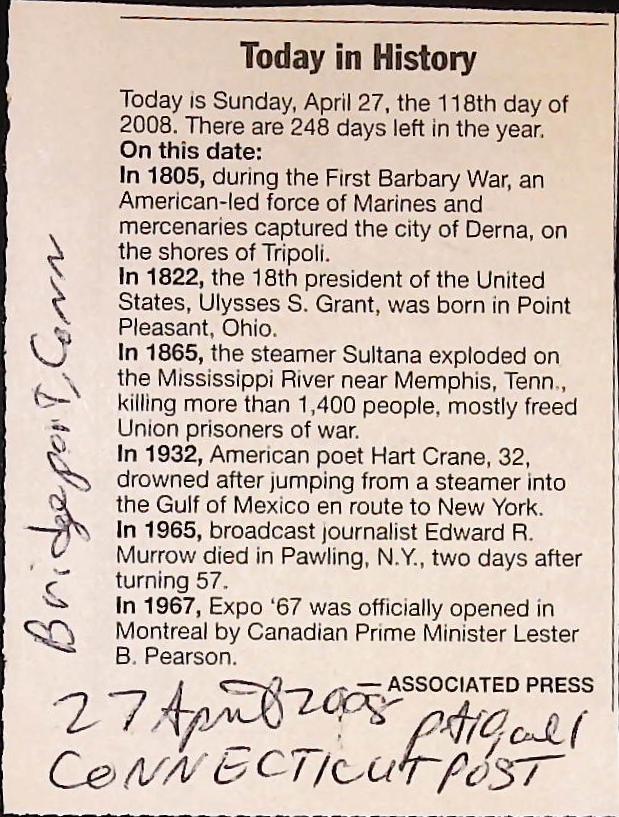 Today in History
Today is Sunday, April 27, the 118th day of
2008. There are 248 days left in the year.
On this date:
In 1805, during the First Barbary War, an
American-led force of Marines and
mercenaries captured the city of Derna, on
the shores of Tripoli.
In 1822, the 18th president of the United
States, Ulysses S. Grant, was born in Point
Pleasant, Ohio.
In 1865, the steamer Sultana exploded on
the Mississippi River near Memphis, Tenn.,
killing more than 1,400 people, mostly freed
Union prisoners of war.
In 1932, American poet Hart Crane, 32,
drowned after jumping from a steamer into
the Gulf of Mexico en route to New York.
In 1965, broadcast journalist Edward R.
Murrow died in Pawling, N.Y., two days after
turning 57.
In 1967, Expo ‘67 was officially opened in
Montreal by Canadian Prime Minister Lester
B. Pearson.
— ASSOCIATED PRESS
Bridgeport, Conn
27 April 2008
CONNECTICUT POST